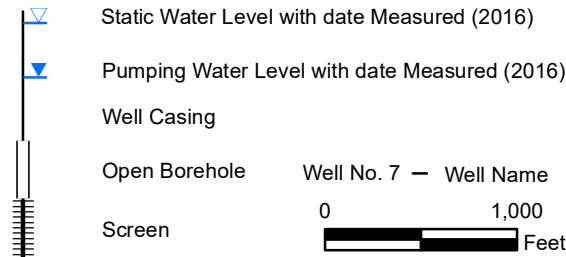 Static Water Level with date Measured (2016)
Pumping Water Level with date Measured (2016)
Well Casing
Open Borehole
Well No. 7 – Well Name
Screen
0 1,000
Feet